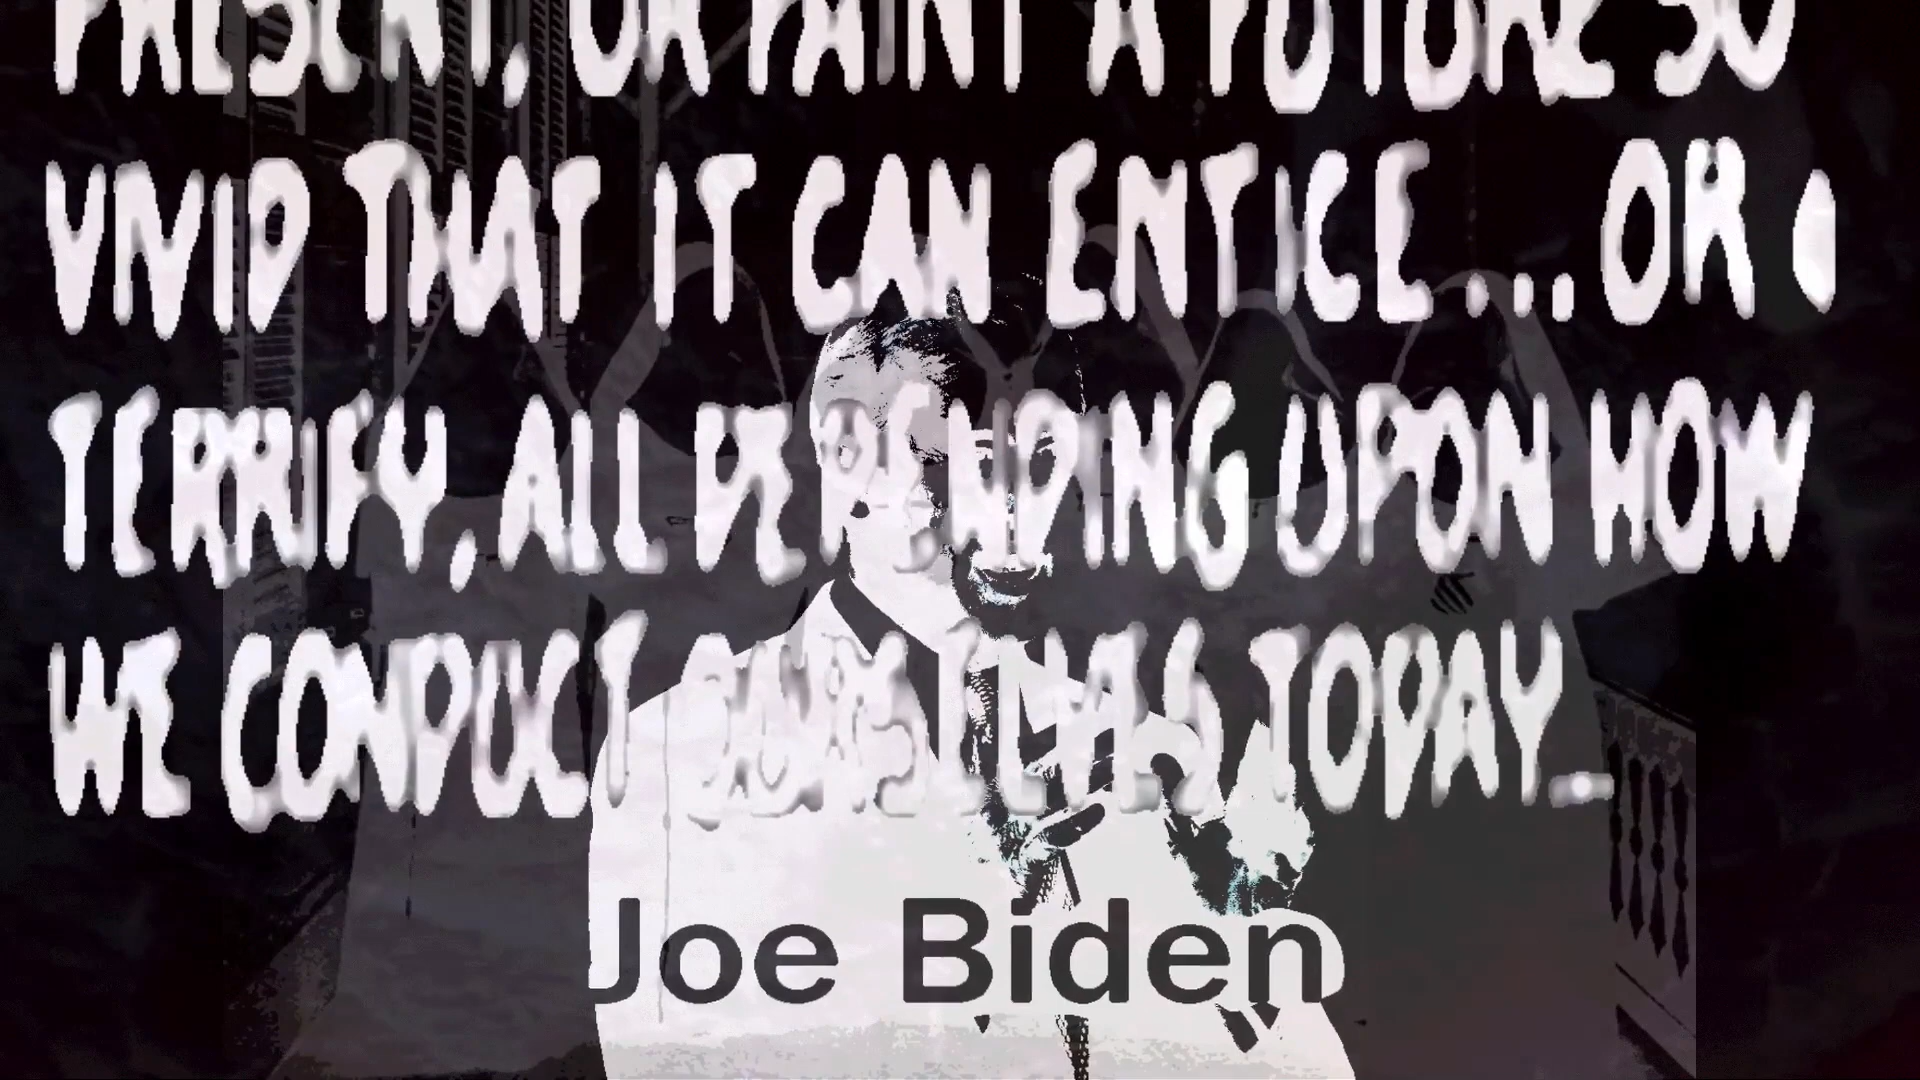 PRESENT, OR PAINT A FUTURE SO
VIVID THAT IT CAN ENTICE... OR
TERRIFY, ALL DEPENDING UPON HOW
WE CONDUCT OURSELVES TODAY...
Joe Biden